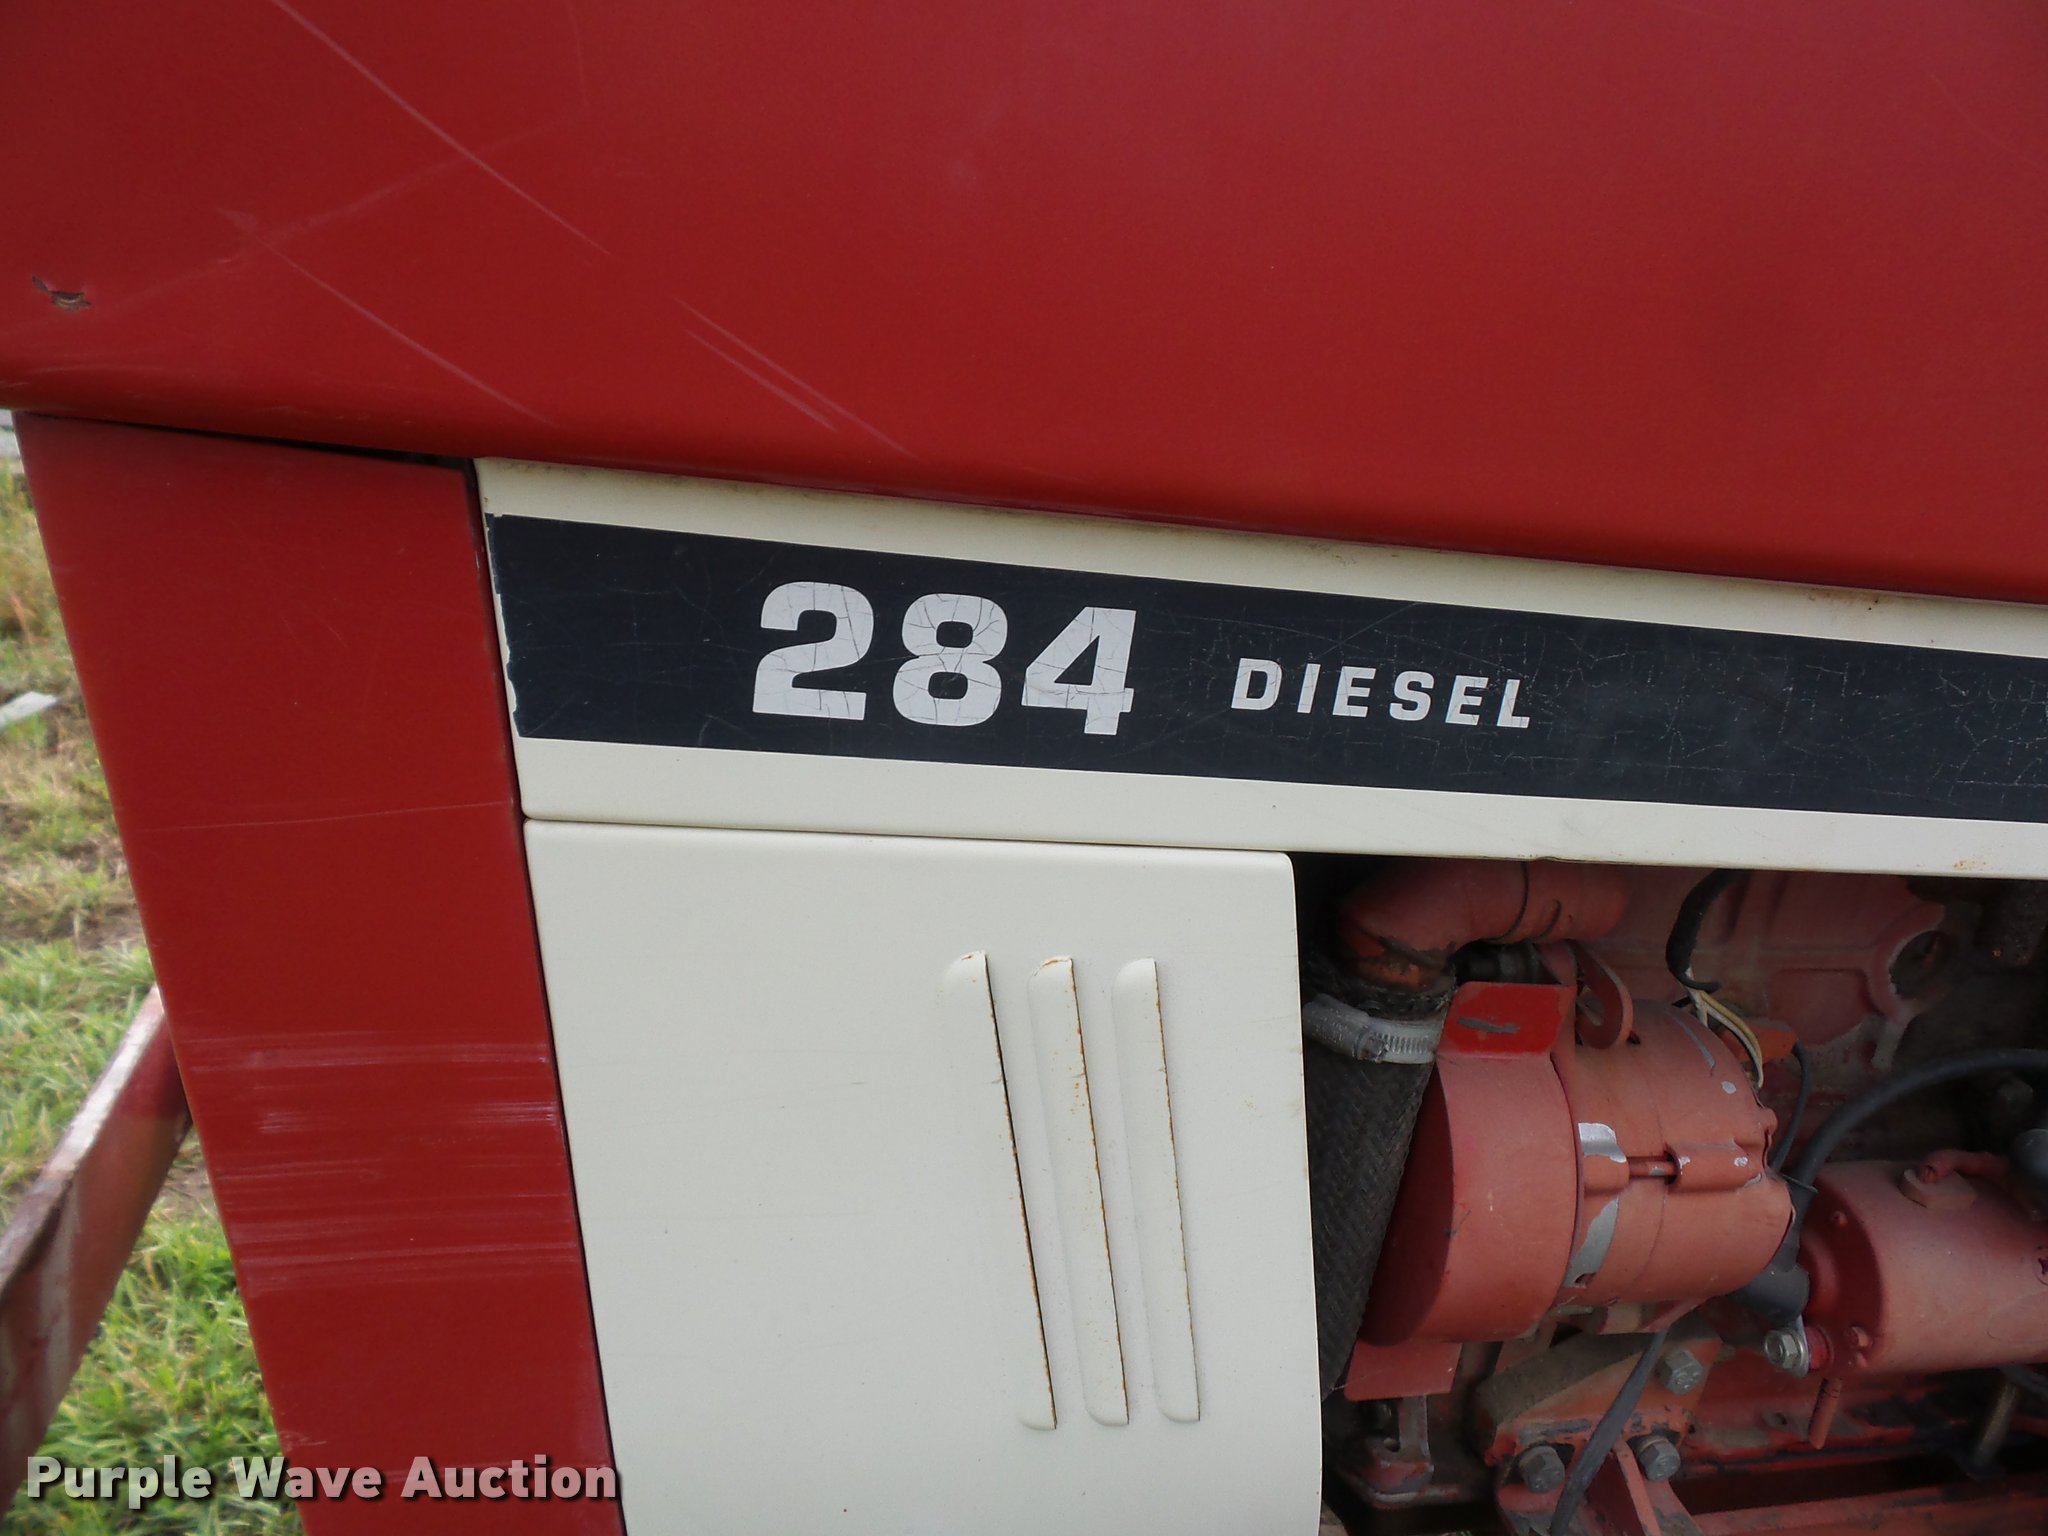 284 DIESEL
Purple Wave Auction